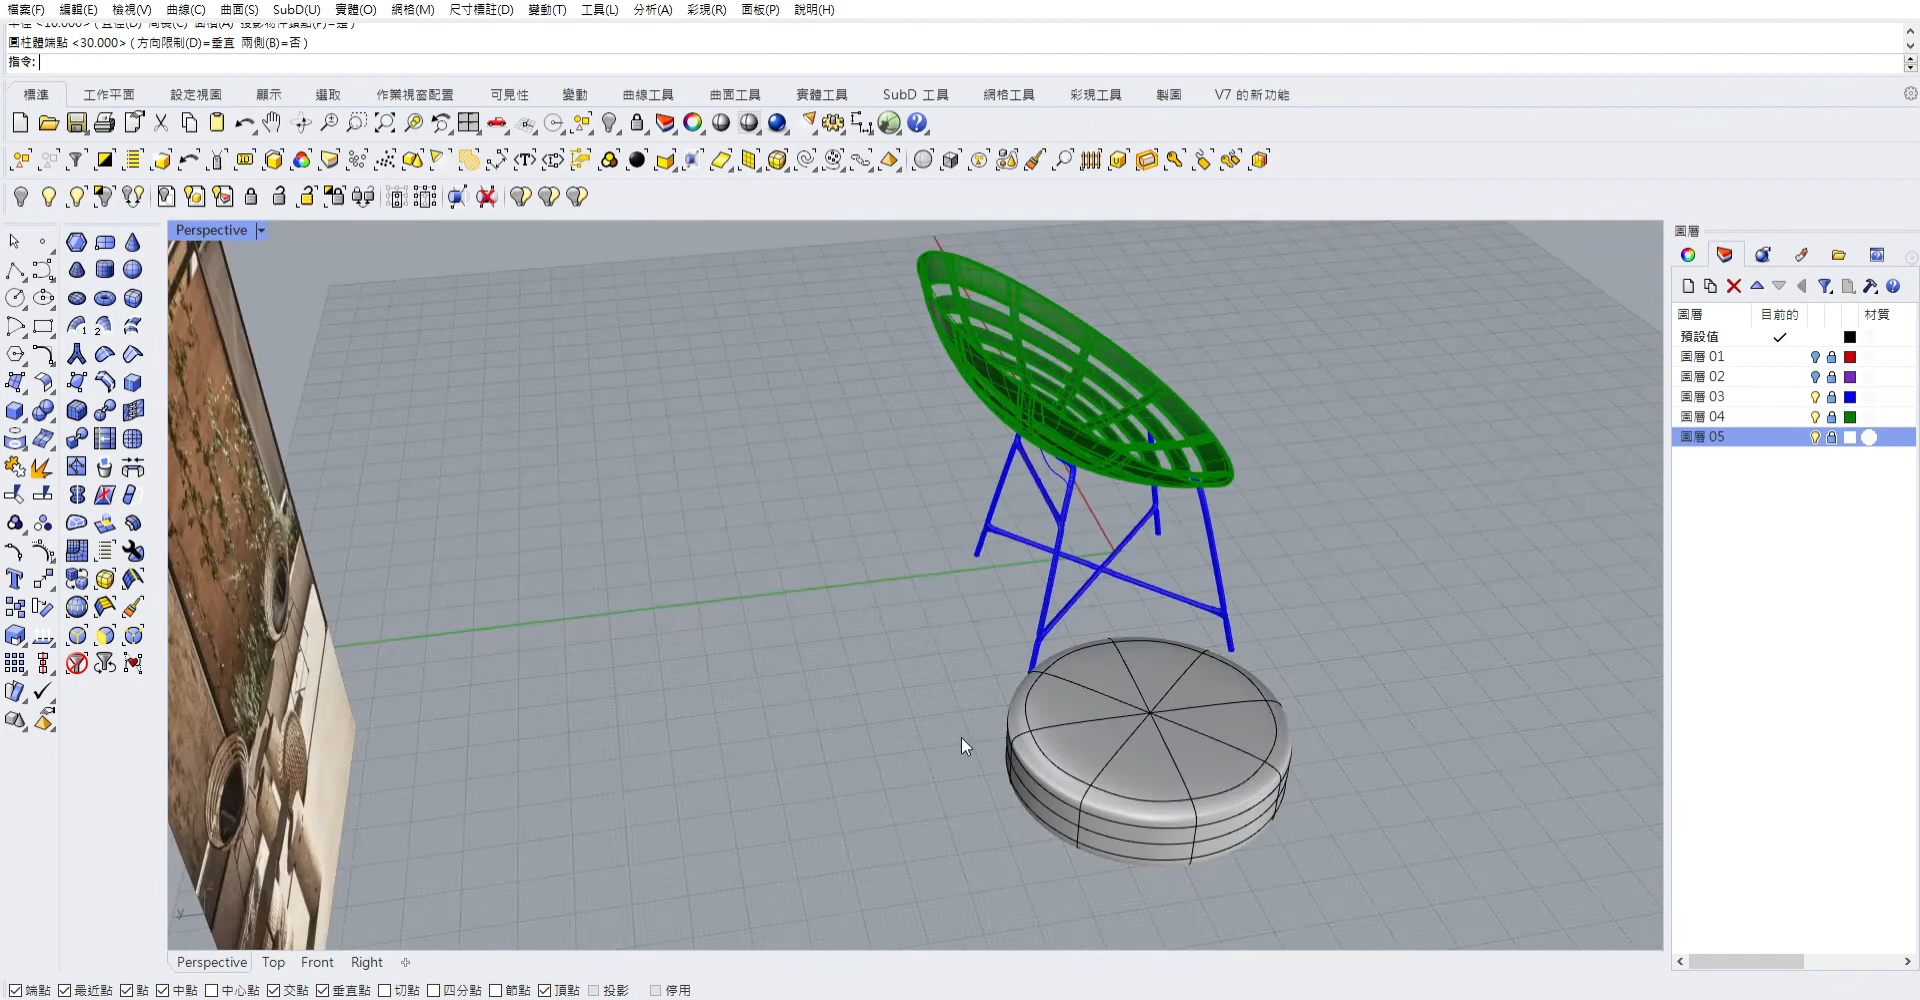 檔案(F) 編輯(E) 檢視(V) 曲線(C) 曲面(S) SubD(U) 實體(O) 網格(M) 尺寸標註(D) 變動(T) 工具(L) 分析(A) 彩現(R) 面板(P) 說明(H)
圓柱體端點 <30.000> ( 方向限制(D)=垂直 兩側(B)=否 )
指令:
標準 工作平面 設定視圖 顯示 選取 作業視窗配置 可見性 變動 曲線工具 曲面工具 實體工具 SubD 工具 網格工具 彩現工具 製圖 V7 的新功能
Perspective
圖層
圖層 目前的 材質
預設值
圖層 01
圖層 02
圖層 03
圖層 04
圖層 05
y
Perspective Top Front Right
端點 最近點 點 中點 中心點 交點 垂直點 切點 四分點 節點 頂點 投影 停用